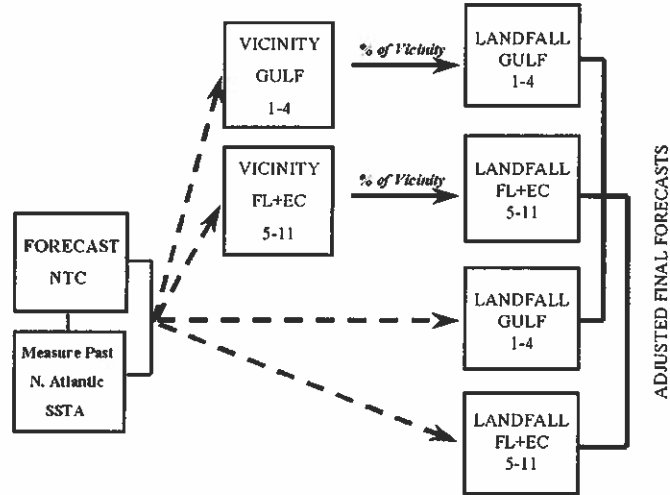 VICINITY
GULF
1-4
% of Vicinity
LANDFALL
GULF
1-4
VICINITY
FL+EC
5-11
% of Vicinity
LANDFALL
FL+EC
5-11
FORECAST
NTC
Measure Past
N. Atlantic
SSTA
LANDFALL
GULF
1-4
LANDFALL
FL+EC
5-11
ADJUSTED FINAL FORECASTS